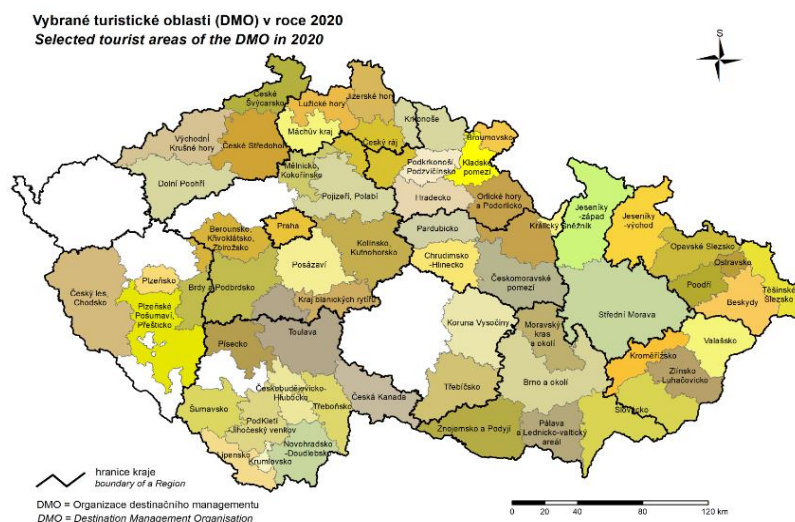 Vybrané turistické oblasti (DMO) v roce 2020
Selected tourist areas of the DMO in 2020
S
České
Švýcarsko
Lužické hory
Jizerské hory
Krkonoše
Východní
Krušné hory
České Středohoří
Máchův kraj
Český ráj
Broumovsko
Podkrkonoší,
Podzvičinsko
Kladské
pomezí
Dolní Poohří
Mělnicko,
Kokořínsko
Pojizeří, Polabí
Hradecko
Orlické hory
a Podorlicko
Králický Sněžník
Jeseníky
-západ
Jeseníky
-východ
Berounsko
Křivoklátsko,
Zbirožsko
Praha
Kolínsko,
Kutnohorsko
Pardubicko
Chrudimsko
-Hlinecko
Opavské Slezsko
Ostravsko
Český les,
Chodsko
Plzeňsko
Posázaví
Českomoravské
pomezí
Poodří
Těšínské
Slezsko
Plzeňské
Pošumaví,
Přešticko
Brdy a Podbrdsko
Kraj blanických rytířů
Beskydy
Střední Morava
Koruna Vysočiny
Moravský
kras
a okolí
Valašsko
Písecko
Toulava
Kroměřížsko
Zlínsko
Luhačovicko
Třebíčsko
Brno a okolí
Českobudějovicko-
Hlubocko
Šumavsko
Třeboňsko
Česká Kanada
Slovácko
PodKletí
-Jihočeský venkov
Znojemsko a Podyjí
Pálava
a Lednicko-valtický
areál
Novohradsko
-Doudlebsko
Lipensko
Krumlovsko
hranice kraje
boundary of a Region
DMO = Organizace destinačního managementu
DMO = Destination Management Organisation
0 20 40 80 120 km